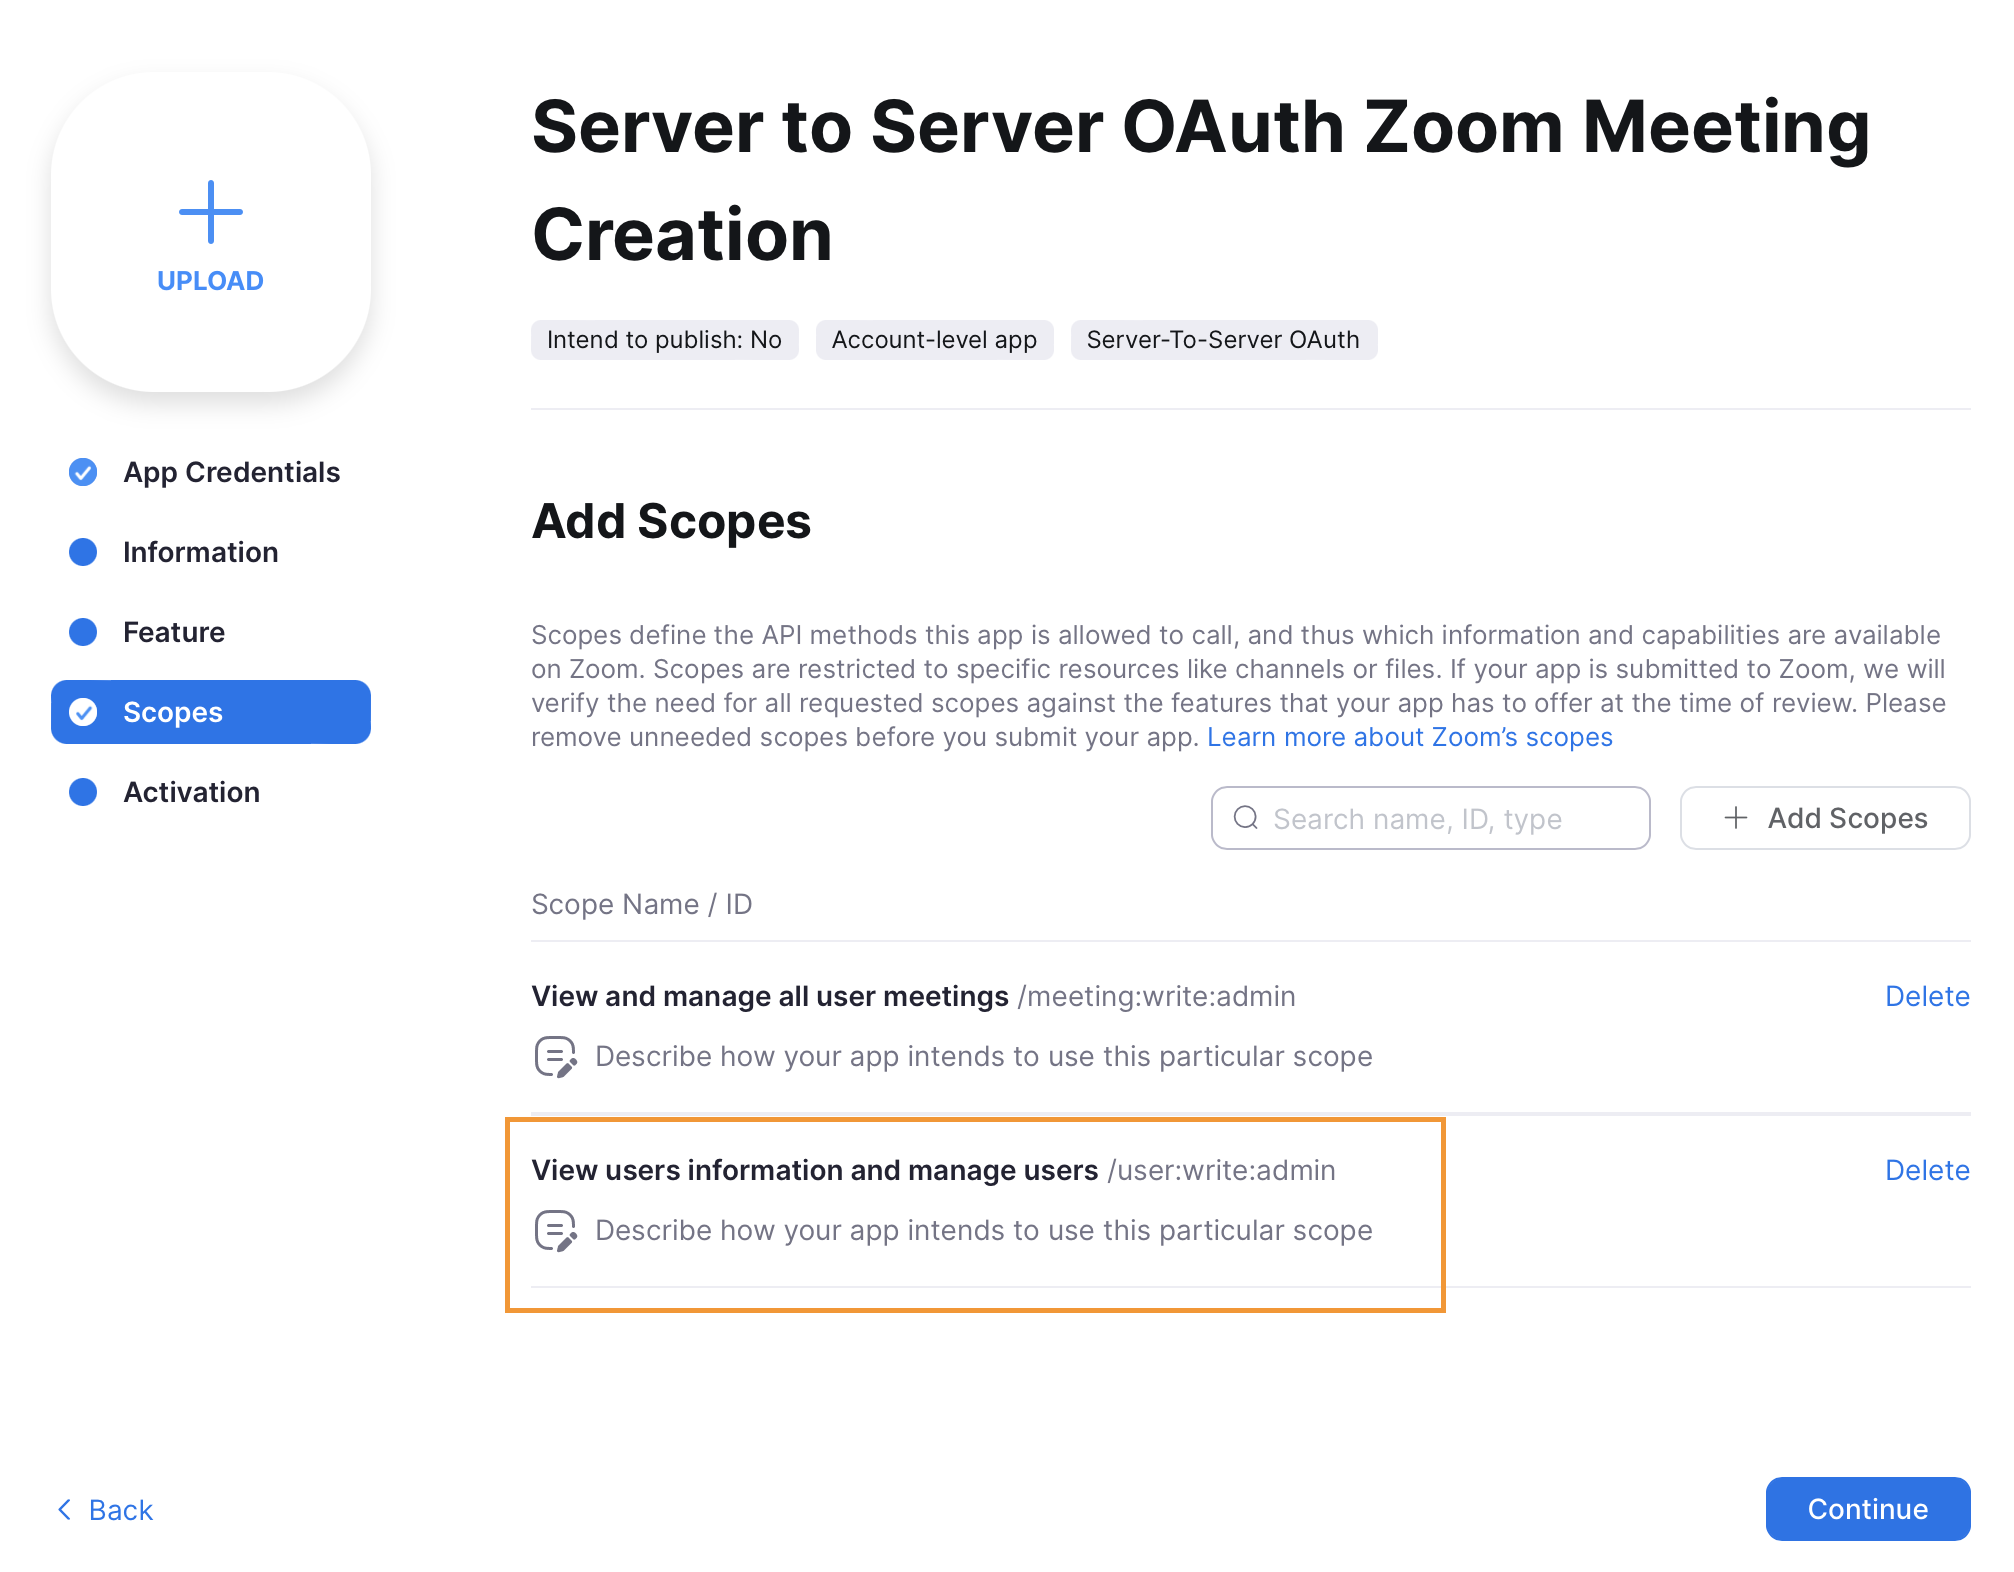 UPLOAD
App Credentials
Information
Feature
Scopes
Activation
Server to Server OAuth Zoom Meeting
Creation
Intend to publish: No
Account-level app
Server-To-Server OAuth
Add Scopes
Scopes define the API methods this app is allowed to call, and thus which information and capabilities are available
on Zoom. Scopes are restricted to specific resources like channels or files. If your app is submitted to Zoom, we will
verify the need for all requested scopes against the features that your app has to offer at the time of review. Please
remove unneeded scopes before you submit your app. Learn more about Zoom’s scopes
Search name, ID, type
Add Scopes
Scope Name / ID
View and manage all user meetings /meeting:write:admin
Delete
Describe how your app intends to use this particular scope
View users information and manage users /user:write:admin
Delete
Describe how your app intends to use this particular scope
Back
Continue